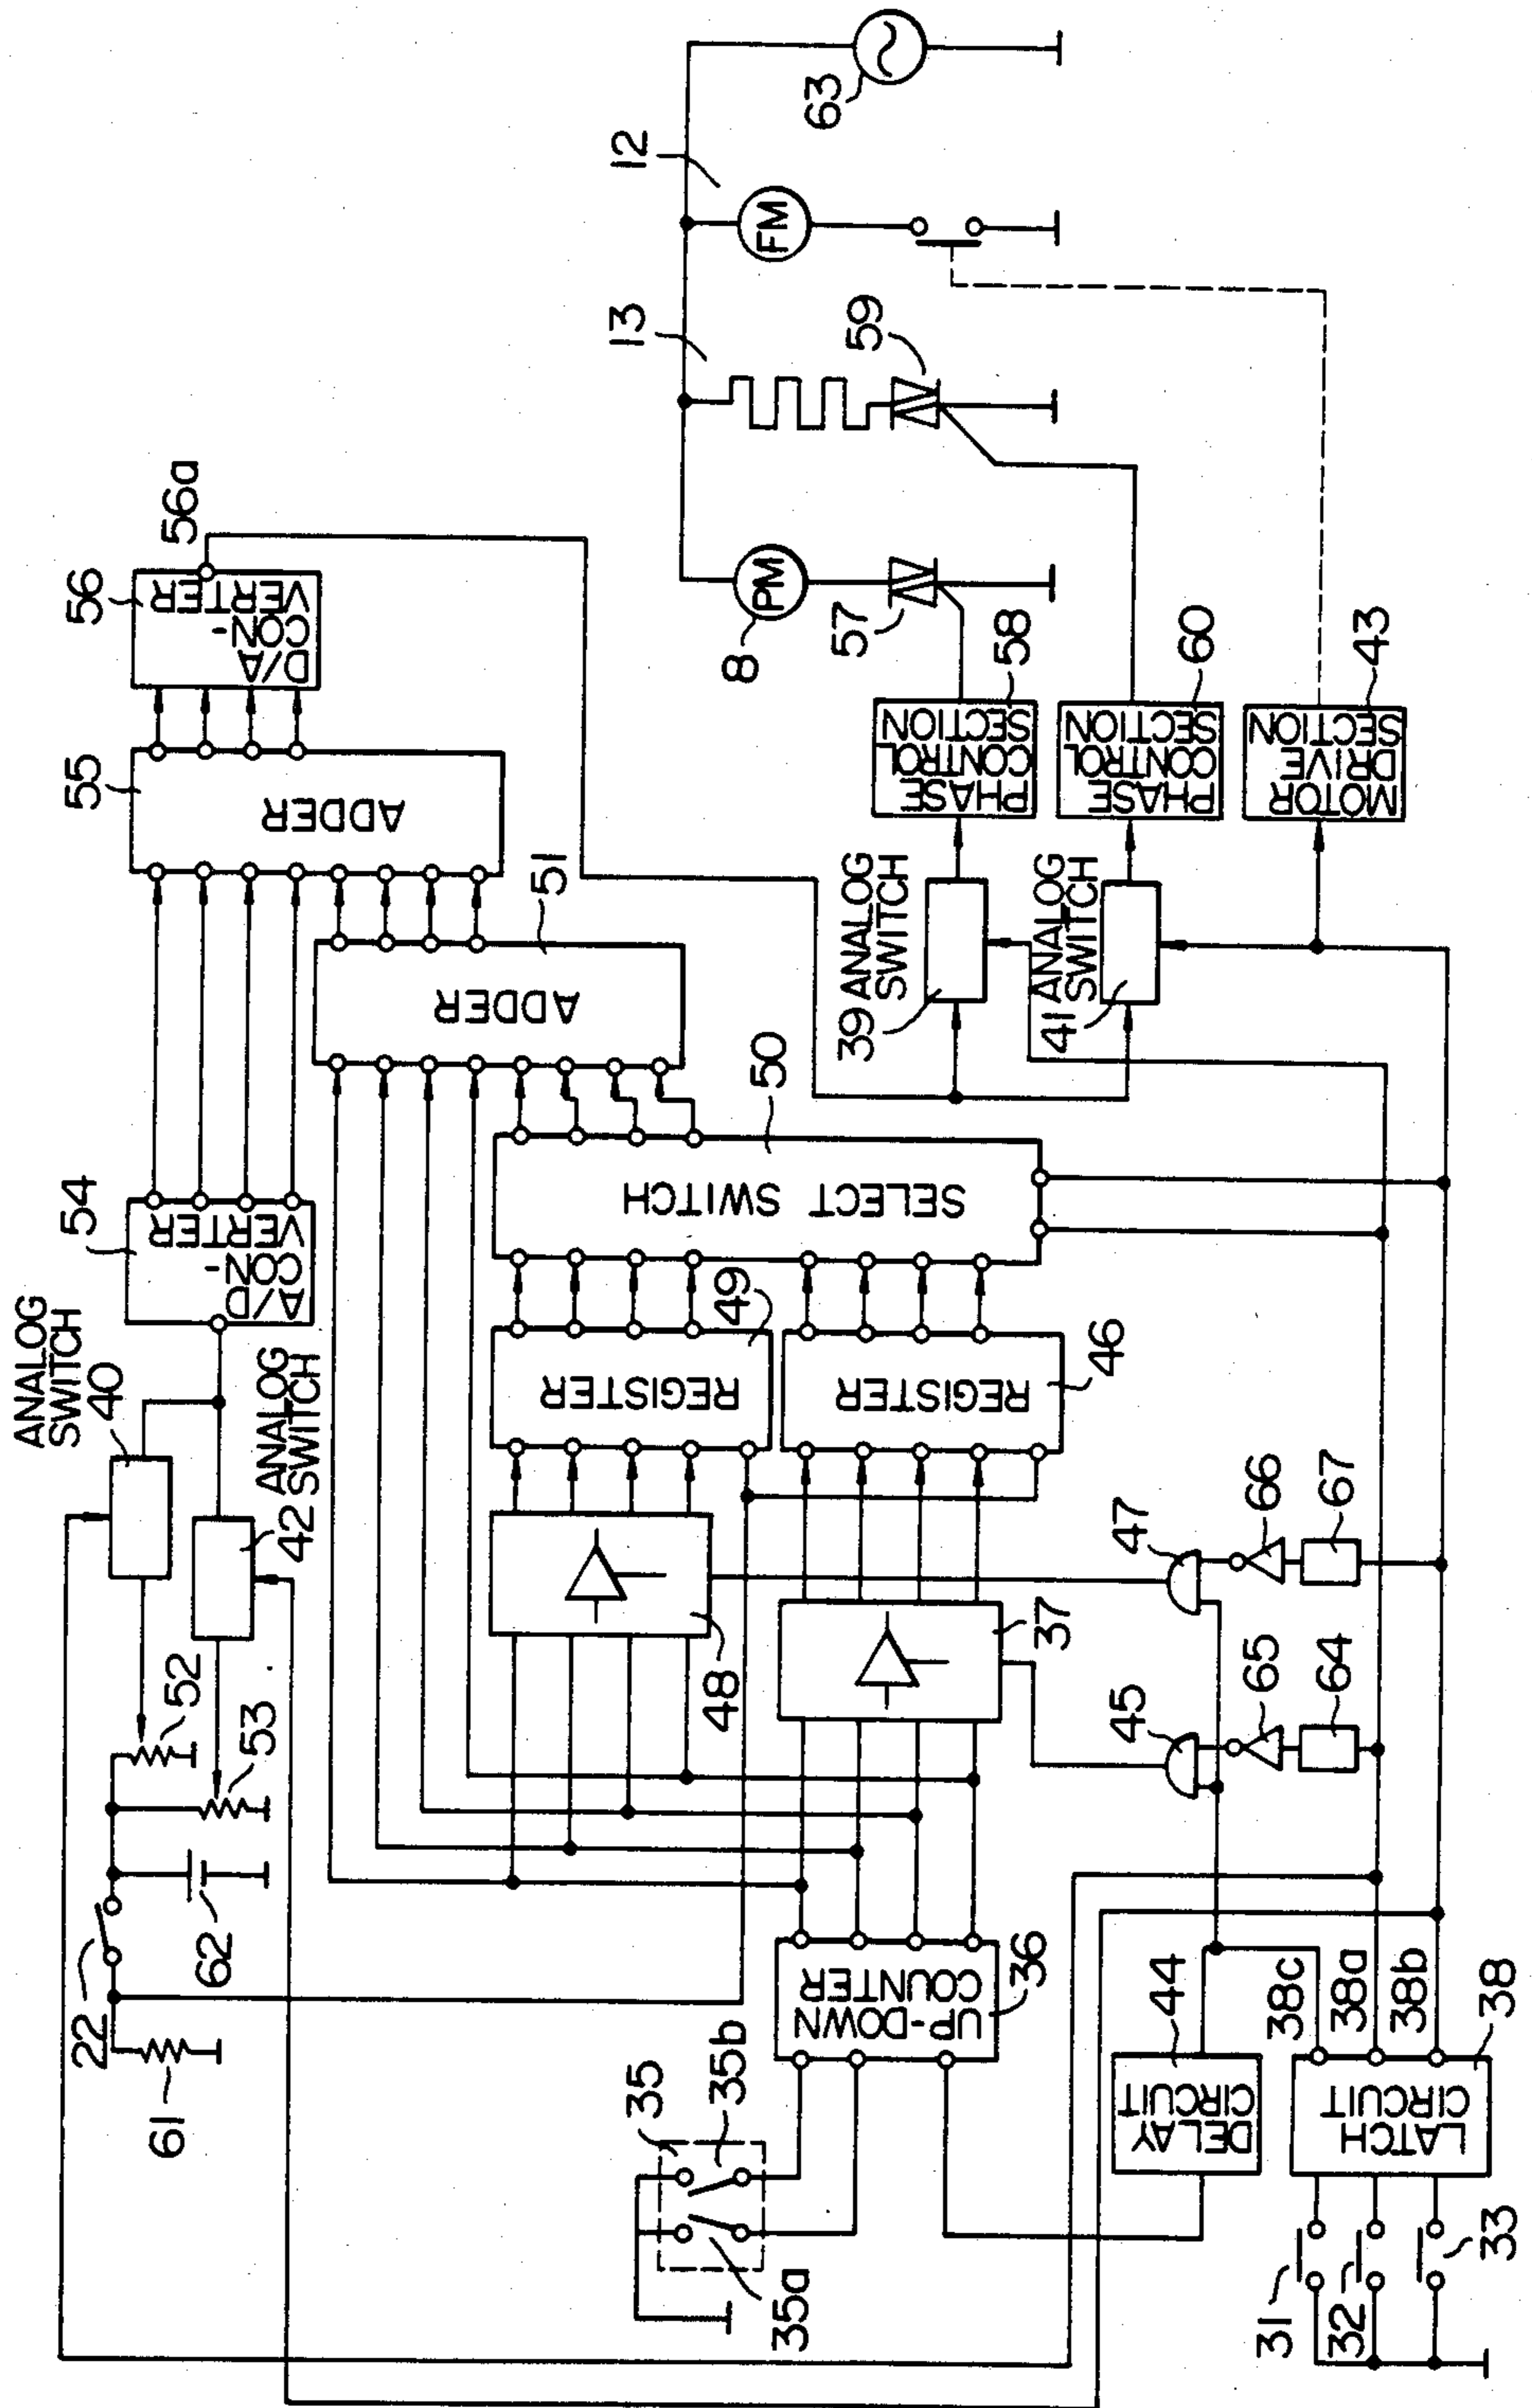 ANALOG
SWITCH
40
ANALOG
SWITCH
42
54
A/D
CON-
VERTER
55
ADDER
56
D/A
CON-
VERTER
56a
22
61
62
52
53
51
ADDER
50
SELECT SWITCH
49
REGISTER
46
REGISTER
48
37
36
UP-DOWN
COUNTER
35
35a
35b
44
DELAY
CIRCUIT
38
LATCH
CIRCUIT
38c
38a
38b
31
32
33
45
65
64
47
66
67
39
ANALOG
SWITCH
41
ANALOG
SWITCH
PHASE
CONTROL
SECTION
58
PHASE
CONTROL
SECTION
60
MOTOR
DRIVE
SECTION
43
8
PM
57
13
59
12
FM
63